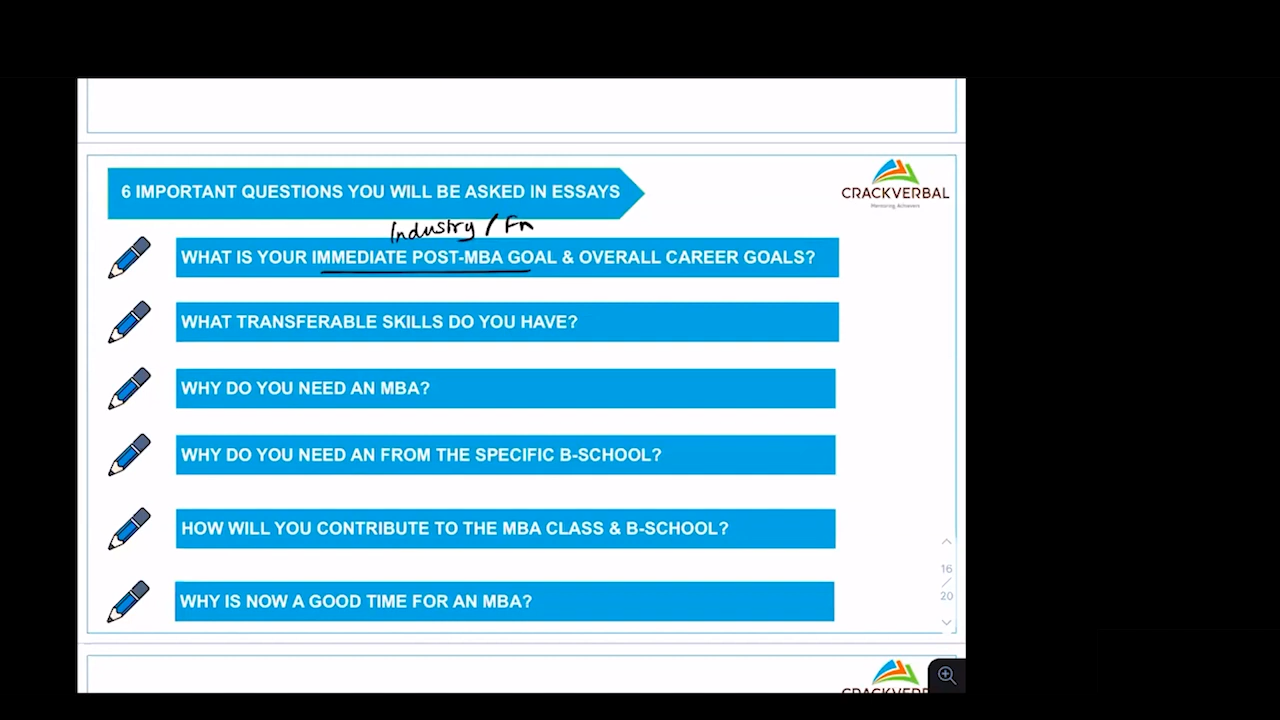 6 IMPORTANT QUESTIONS YOU WILL BE ASKED IN ESSAYS
CRACKVERBAL
Mentoring Achievers
Industry / Fn
WHAT IS YOUR IMMEDIATE POST-MBA GOAL & OVERALL CAREER GOALS?
WHAT TRANSFERABLE SKILLS DO YOU HAVE?
WHY DO YOU NEED AN MBA?
WHY DO YOU NEED AN FROM THE SPECIFIC B-SCHOOL?
HOW WILL YOU CONTRIBUTE TO THE MBA CLASS & B-SCHOOL?
16
/
20
WHY IS NOW A GOOD TIME FOR AN MBA?
CRACKVERB